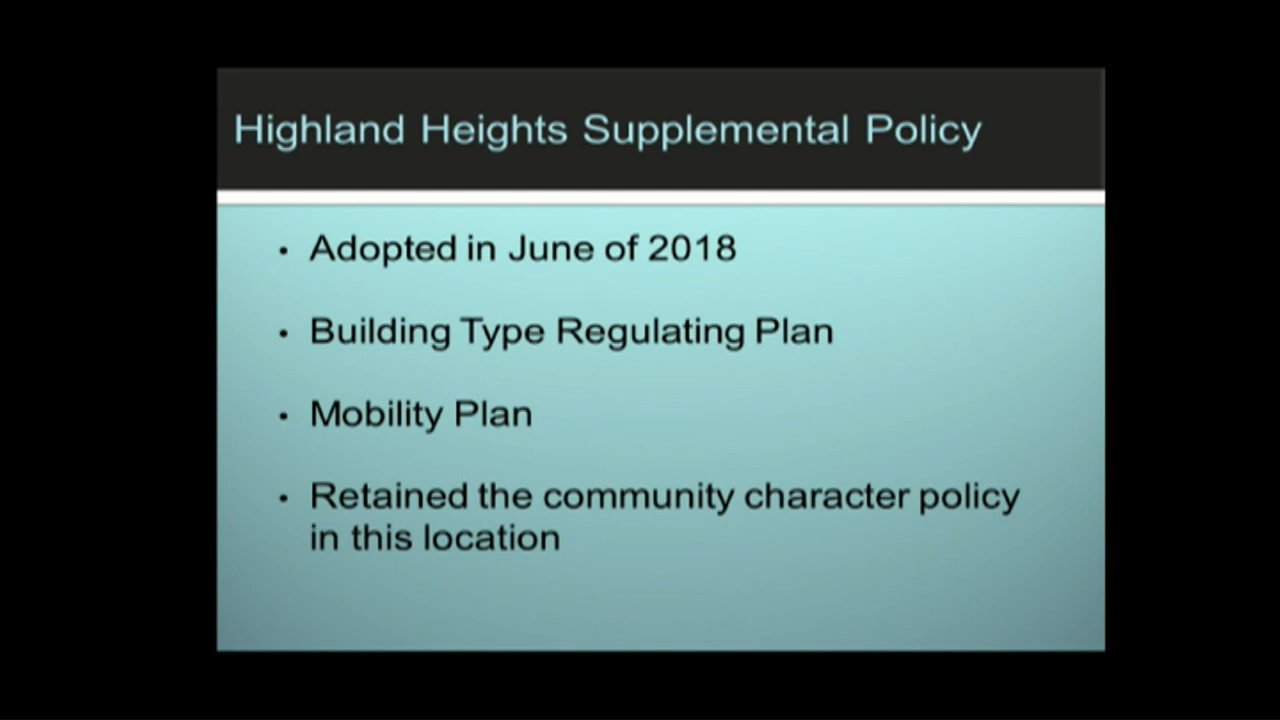 Highland Heights Supplemental Policy
• Adopted in June of 2018
• Building Type Regulating Plan
• Mobility Plan
• Retained the community character policy
in this location